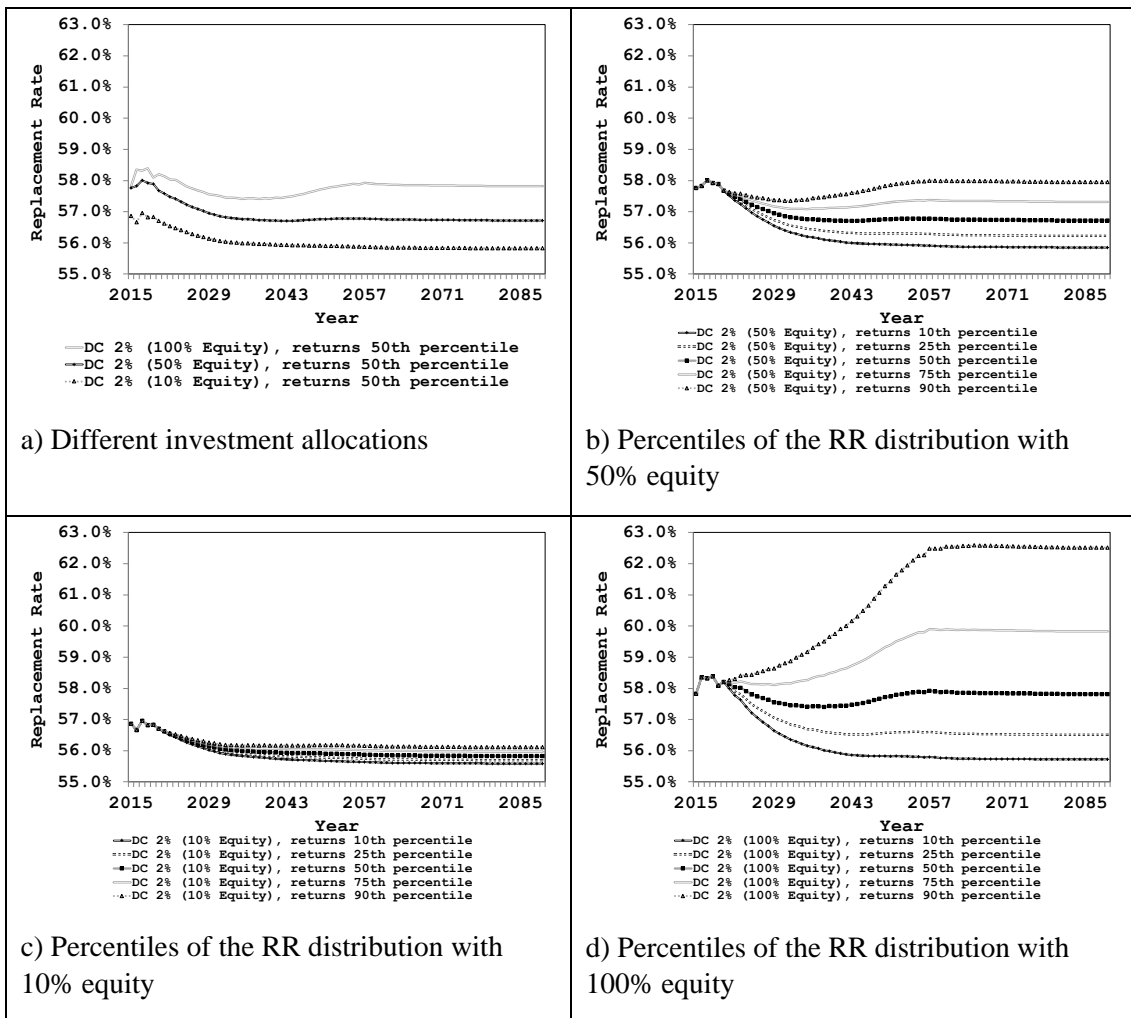 63.0%
62.0%
61.0%
60.0%
59.0%
58.0%
57.0%
56.0%
55.0%
Replacement Rate
2015 2029 2043 2057 2071 2085
Year
DC 2% (100% Equity), returns 50th percentile
DC 2% (50% Equity), returns 50th percentile
DC 2% (10% Equity), returns 50th percentile
a) Different investment allocations
63.0%
62.0%
61.0%
60.0%
59.0%
58.0%
57.0%
56.0%
55.0%
Replacement Rate
2015 2029 2043 2057 2071 2085
Year
DC 2% (50% Equity), returns 10th percentile
DC 2% (50% Equity), returns 25th percentile
DC 2% (50% Equity), returns 50th percentile
DC 2% (50% Equity), returns 75th percentile
DC 2% (50% Equity), returns 90th percentile
b) Percentiles of the RR distribution with
50% equity
63.0%
62.0%
61.0%
60.0%
59.0%
58.0%
57.0%
56.0%
55.0%
Replacement Rate
2015 2029 2043 2057 2071 2085
Year
DC 2% (10% Equity), returns 10th percentile
DC 2% (10% Equity), returns 25th percentile
DC 2% (10% Equity), returns 50th percentile
DC 2% (10% Equity), returns 75th percentile
DC 2% (10% Equity), returns 90th percentile
c) Percentiles of the RR distribution with
10% equity
63.0%
62.0%
61.0%
60.0%
59.0%
58.0%
57.0%
56.0%
55.0%
Replacement Rate
2015 2029 2043 2057 2071 2085
Year
DC 2% (100% Equity), returns 10th percentile
DC 2% (100% Equity), returns 25th percentile
DC 2% (100% Equity), returns 50th percentile
DC 2% (100% Equity), returns 75th percentile
DC 2% (100% Equity), returns 90th percentile
d) Percentiles of the RR distribution with
100% equity